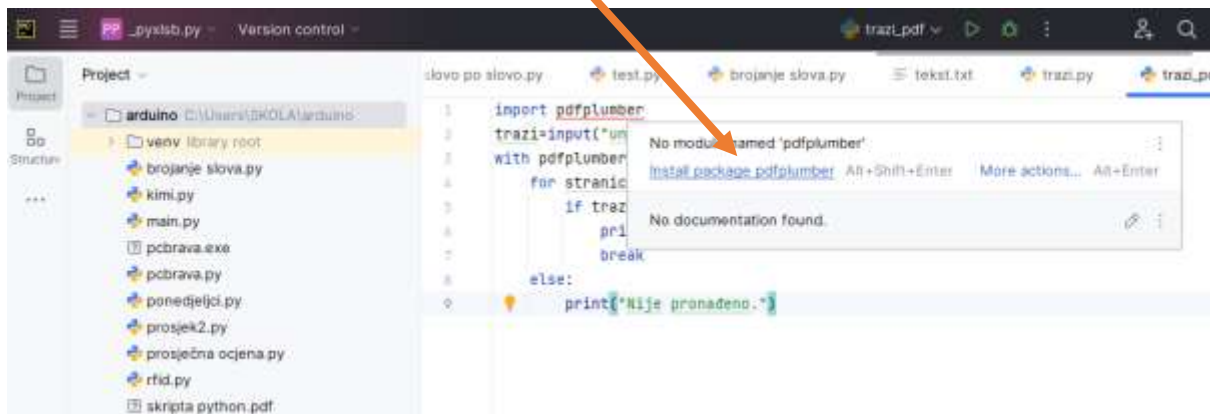 PP _pyxlsb.py Version control
trazi_pdf
Project
Project
slovo po slovo.py test.py brojanje slova.py tekst.txt trazi.py trazi_p
arduino C:\Users\SKOLA\arduino
venv library root
Structure
brojanje slova.py
kimi.py
main.py
pcbrava.exe
pcbrava.py
ponedjeljci.py
prosjek2.py
prosječna ocjena.py
rfid.py
skripta python.pdf
1 import pdfplumber
2 trazi=input("un
3 with pdfplumber
4 for stranic
5 if traz
6 pri
7 break
8 else:
9 print("Nije pronađeno.")
No module named 'pdfplumber'
Install package pdfplumber Alt+Shift+Enter More actions... Alt+Enter
No documentation found.